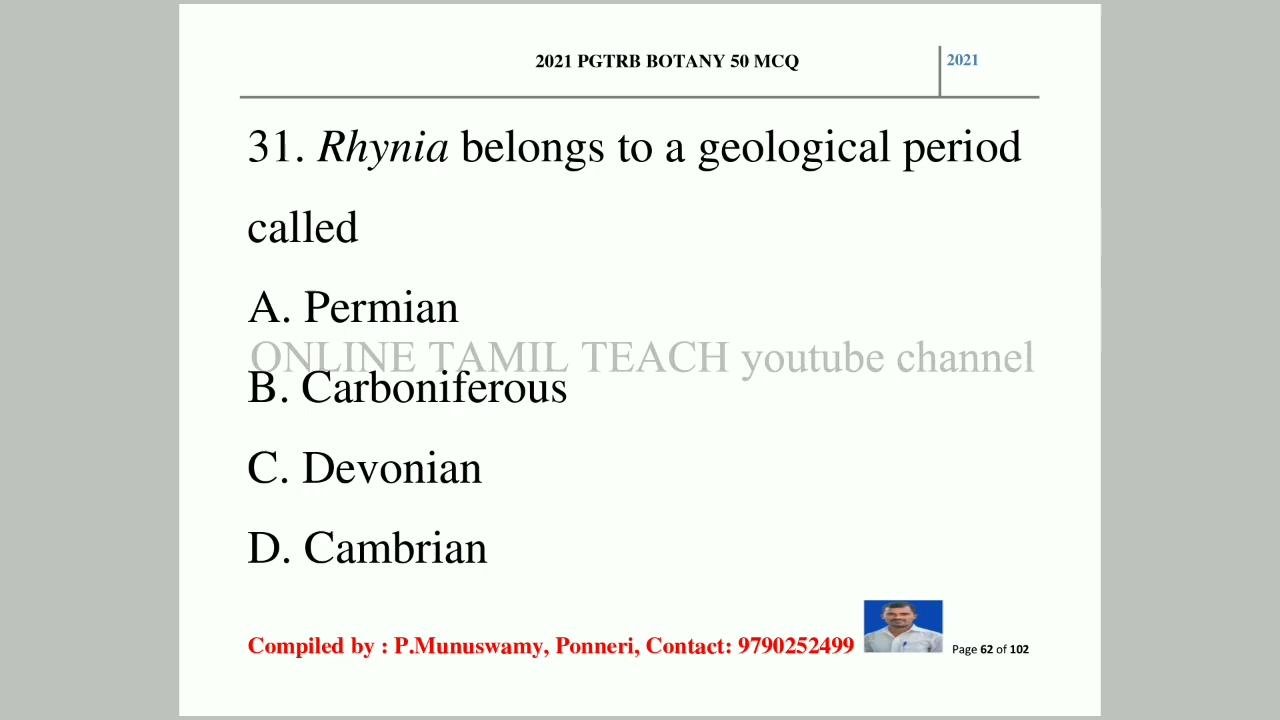 2021 PGTRB BOTANY 50 MCQ
2021
31. Rhynia belongs to a geological period
called
A. Permian
ONLINE TAMIL TEACH youtube channel
B. Carboniferous
C. Devonian
D. Cambrian
Compiled by : P.Munuswamy, Ponneri, Contact: 9790252499
Page 62 of 102